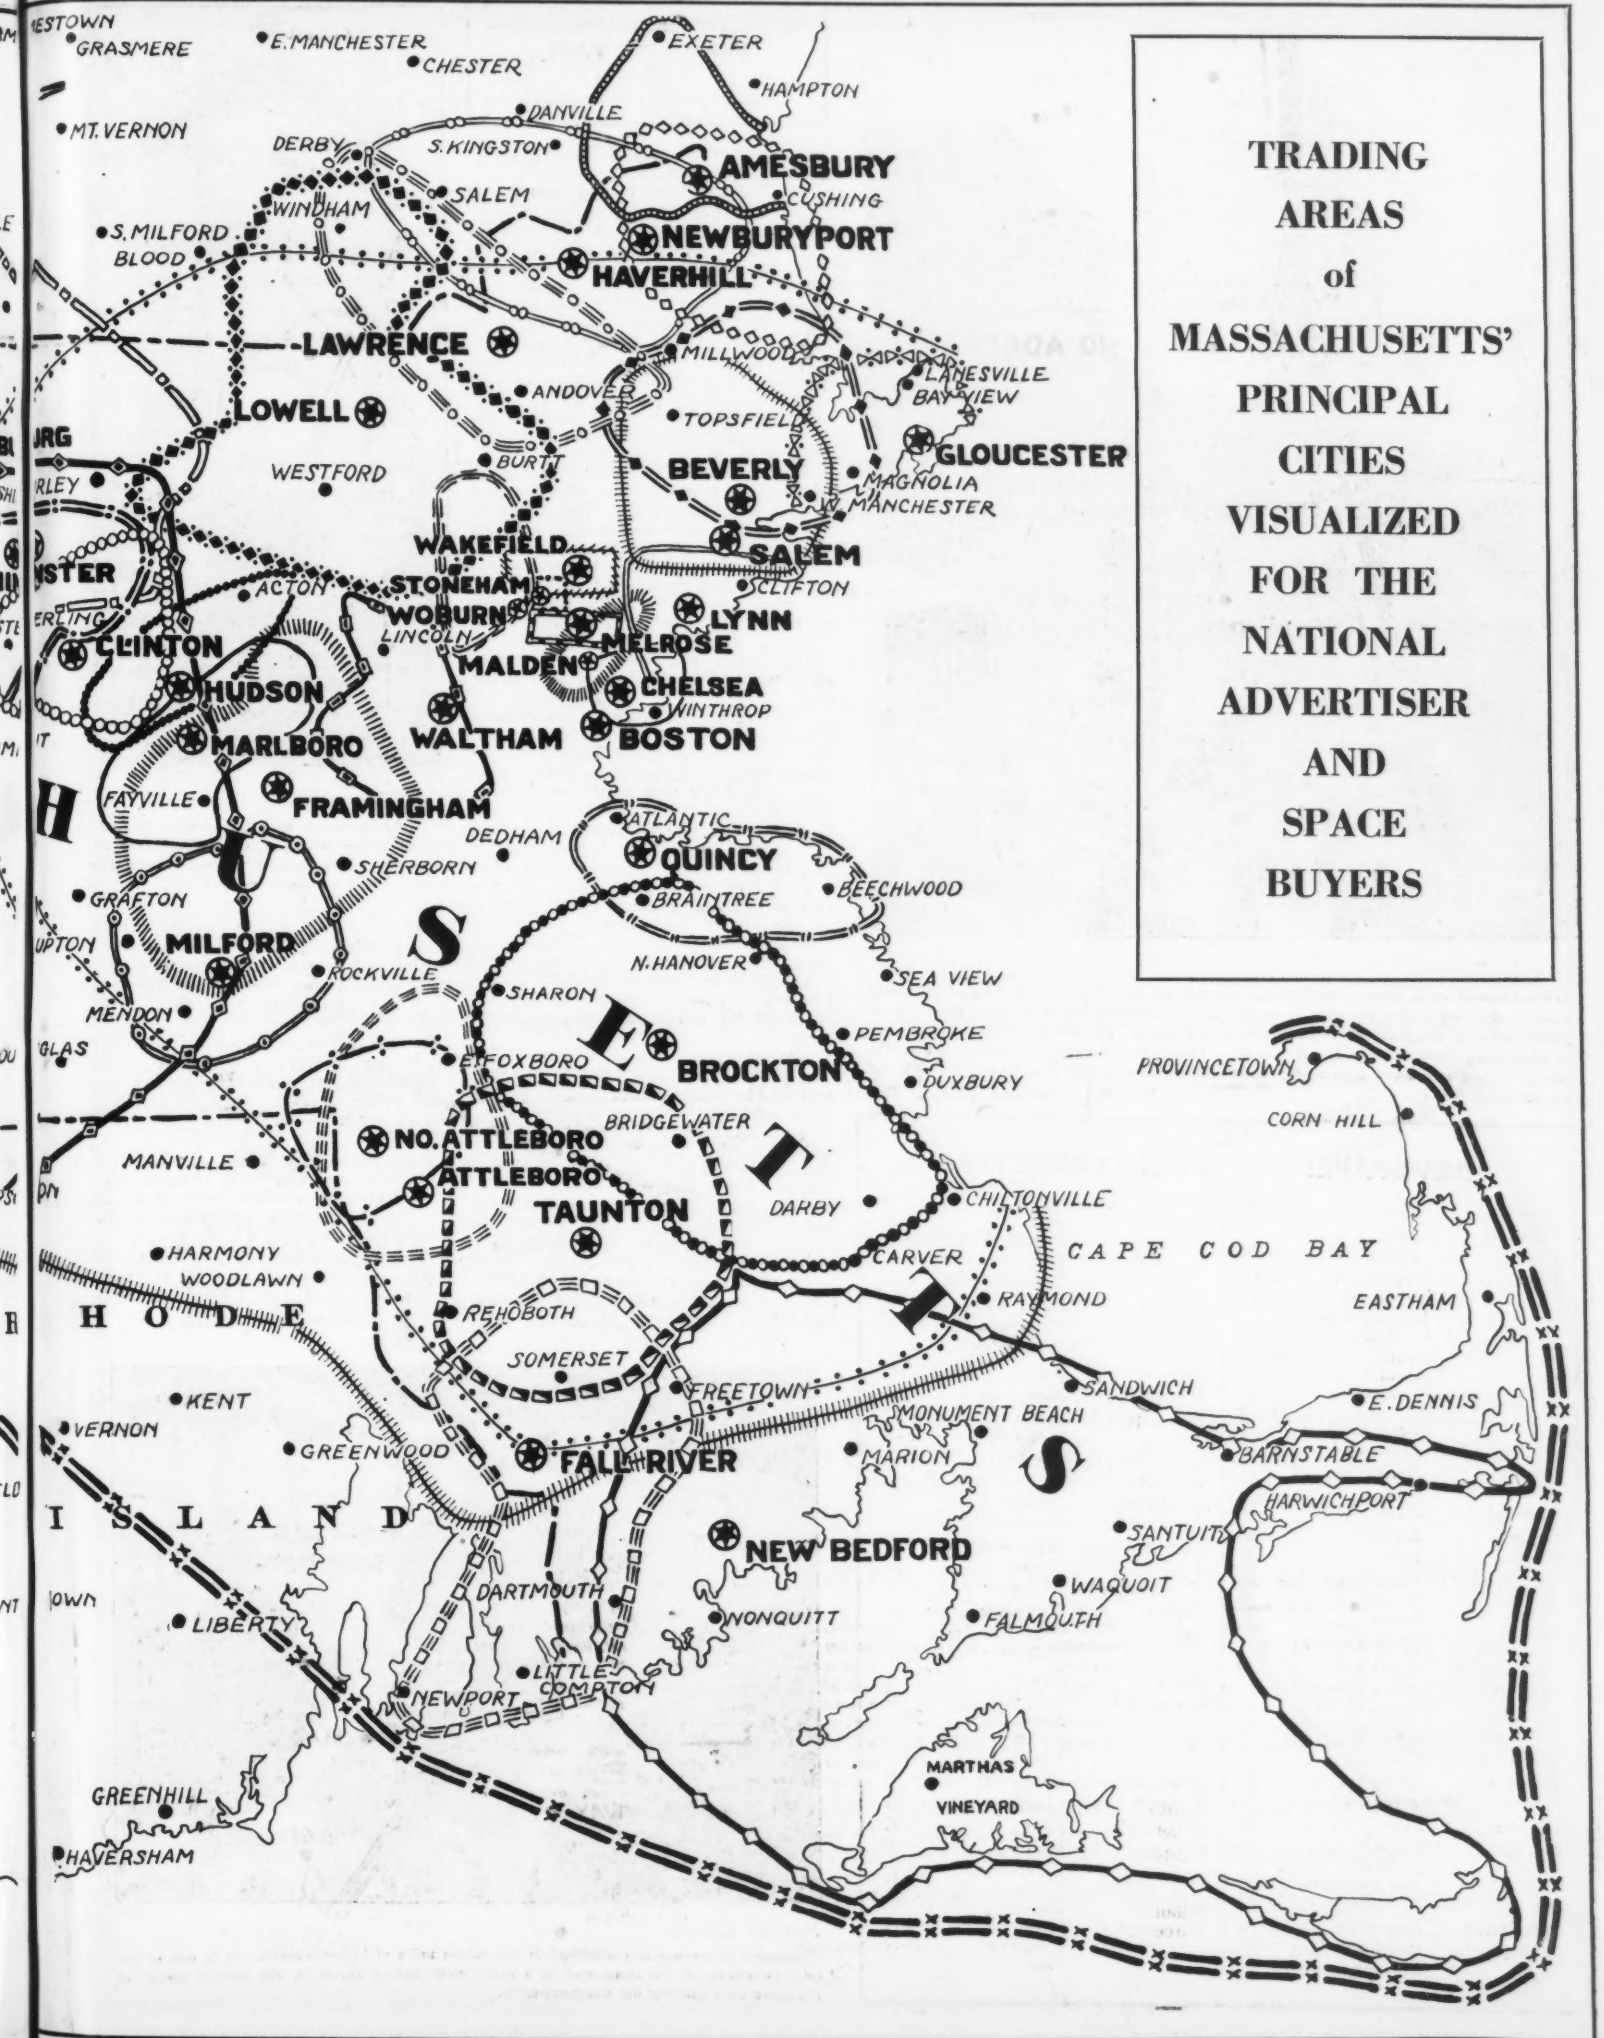 TRADING
AREAS
of
MASSACHUSETTS'
PRINCIPAL
CITIES
VISUALIZED
FOR THE
NATIONAL
ADVERTISER
AND
SPACE
BUYERS
GRASMERE
E. MANCHESTER
CHESTER
EXETER
HAMPTON
MT. VERNON
DANVILLE
DERBY
S. KINGSTON
AMESBURY
SALEM
CUSHING
WINDHAM
S. MILFORD
BLOOD
NEWBURYPORT
HAVERHILL
LAWRENCE
MILLWOOD
LANESVILLE
BAY VIEW
ANDOVER
LOWELL
TOPSFIELD
GLOUCESTER
WESTFORD
BURTT
BEVERLY
MAGNOLIA
W. MANCHESTER
WAKEFIELD
SALEM
STONEHAM
CLIFTON
ACTON
WOBURN
LYNN
LINCOLN
MELROSE
CLINTON
MALDEN
HUDSON
CHELSEA
WINTHROP
MARLBORO
WALTHAM
BOSTON
H
FAYVILLE
FRAMINGHAM
ATLANTIC
DEDHAM
QUINCY
U
SHERBORN
BEECHWOOD
GRAFTON
BRAINTREE
S
UPTON
MILFORD
N. HANOVER
ROCKVILLE
SEA VIEW
SHARON
MENDON
E
PEMBROKE
E. FOXBORO
BROCKTON
PROVINCETOWN
DUXBURY
CORN HILL
BRIDGEWATER
NO. ATTLEBORO
T
MANVILLE
ATTLEBORO
CHILTONVILLE
TAUNTON
DARBY
HARMONY
CARVER
CAPE COD BAY
WOODLAWN
RAYMOND
EASTHAM
R HODE
REHOBOTH
T
SOMERSET
SANDWICH
KENT
FREETOWN
E. DENNIS
VERNON
MONUMENT BEACH
GREENWOOD
FALL RIVER
MARION
S
BARNSTABLE
HARWICHPORT
ISLAND
NEW BEDFORD
SANTUIT
DARTMOUTH
WAQUOIT
LIBERTY
NONQUITT
FALMOUTH
LITTLE
COMPTON
NEWPORT
MARTHAS
VINEYARD
GREENHILL
HAVERSHAM